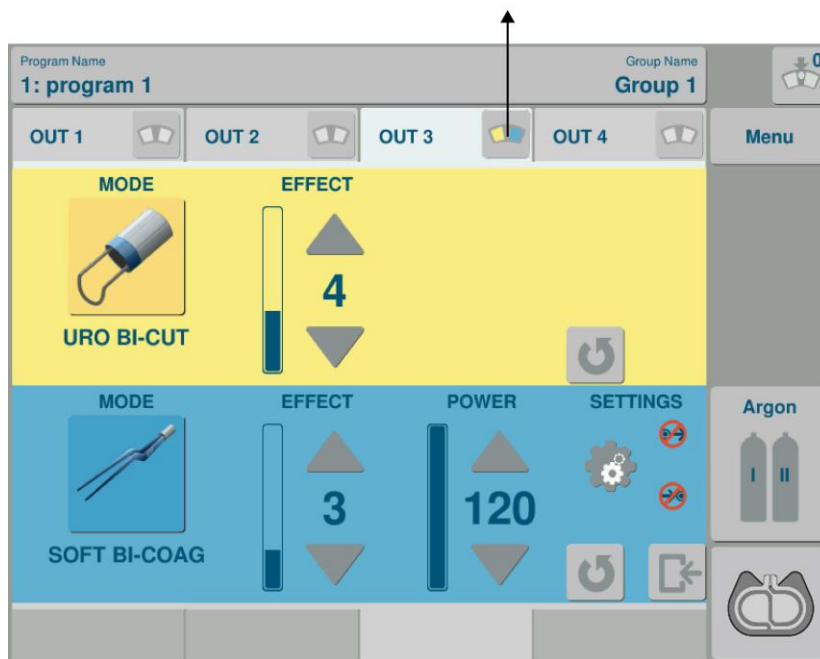 Program Name
Group Name
1: program 1
Group 1
0
OUT 1
OUT 2
OUT 3
OUT 4
Menu
MODE
EFFECT
4
URO BI-CUT
MODE
EFFECT
POWER
SETTINGS
3
120
SOFT BI-COAG
Argon
I
II